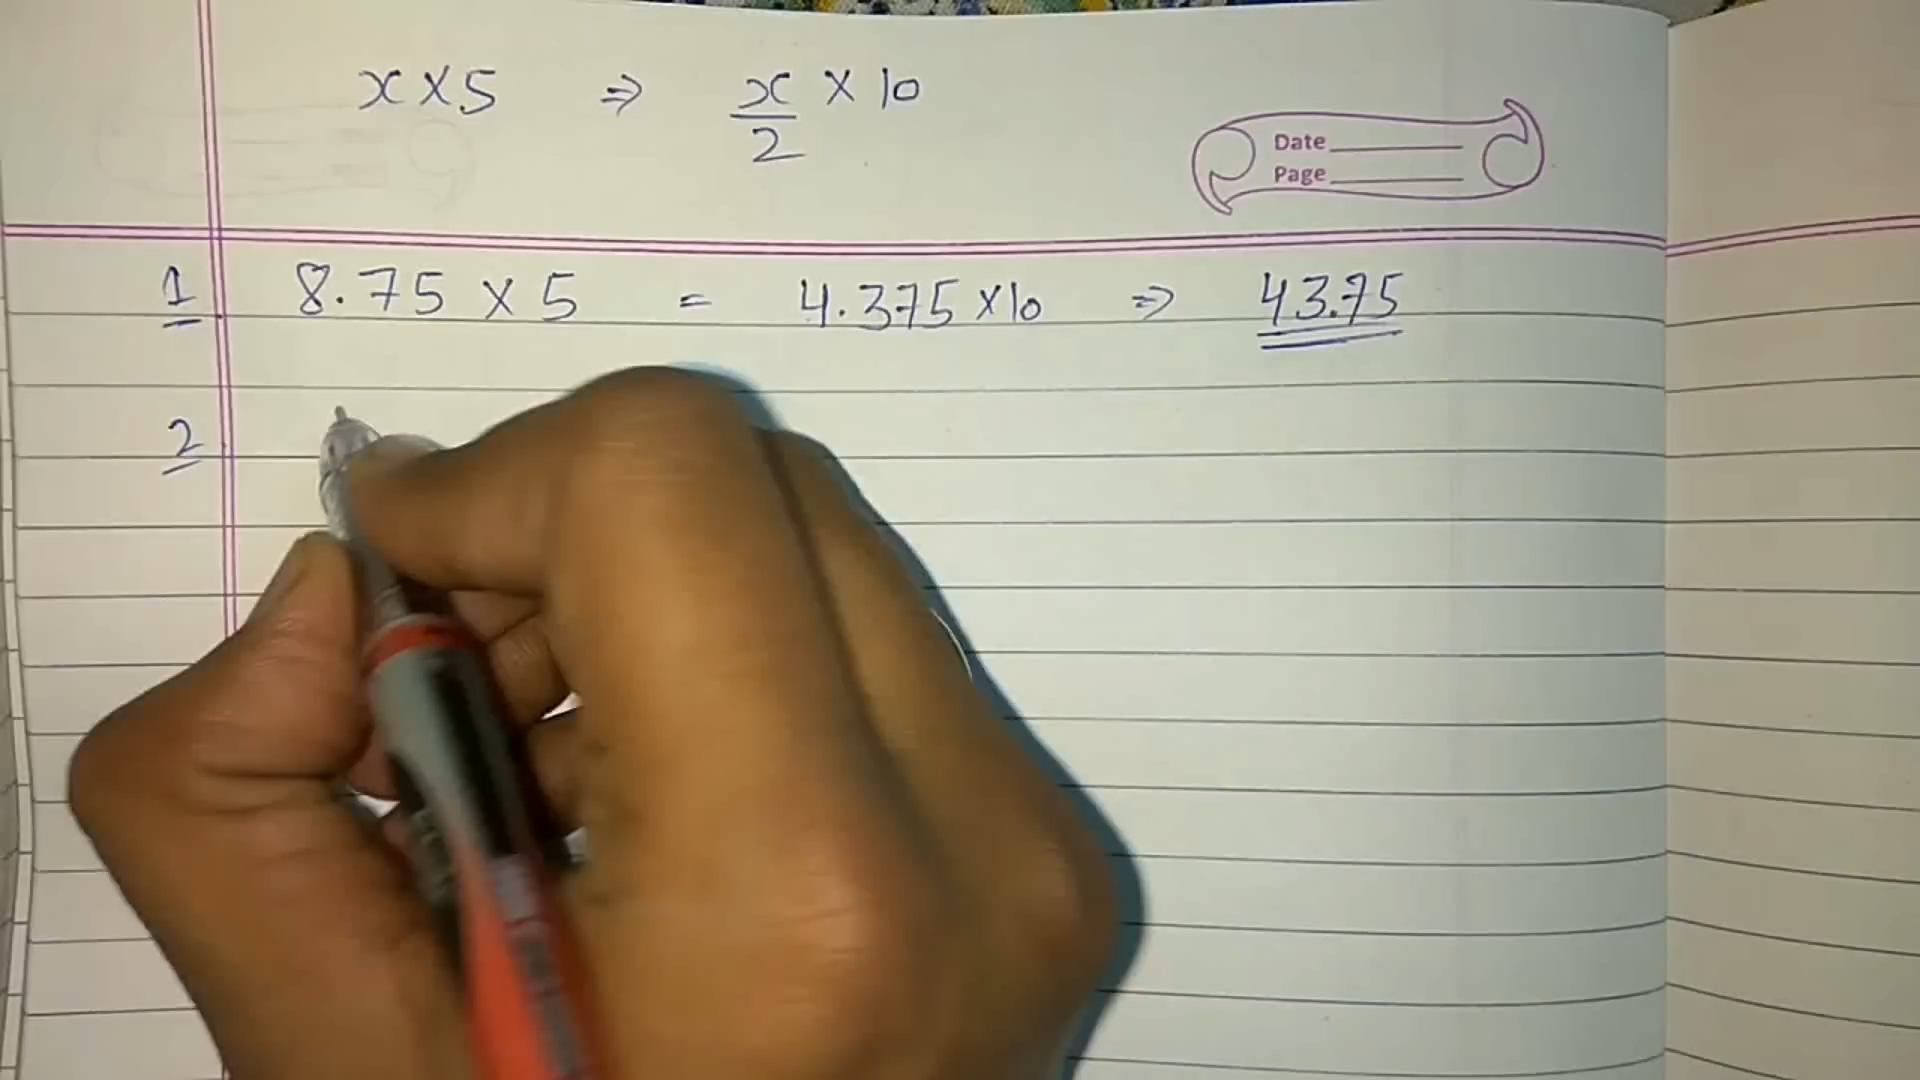 x × 5 ⇒ x/2 × 10
Date
Page
1 8.75 × 5 = 4.375 × 10 ⇒ 43.75
2